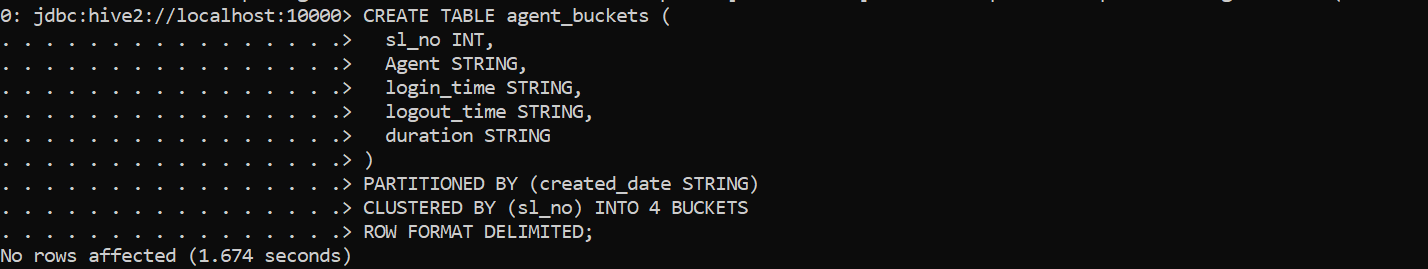 0: jdbc:hive2://localhost:10000> CREATE TABLE agent_buckets (
. . . . . . . . . . . . . . . .>   sl_no INT,
. . . . . . . . . . . . . . . .>   Agent STRING,
. . . . . . . . . . . . . . . .>   login_time STRING,
. . . . . . . . . . . . . . . .>   logout_time STRING,
. . . . . . . . . . . . . . . .>   duration STRING
. . . . . . . . . . . . . . . .> )
. . . . . . . . . . . . . . . .> PARTITIONED BY (created_date STRING)
. . . . . . . . . . . . . . . .> CLUSTERED BY (sl_no) INTO 4 BUCKETS
. . . . . . . . . . . . . . . .> ROW FORMAT DELIMITED;
No rows affected (1.674 seconds)